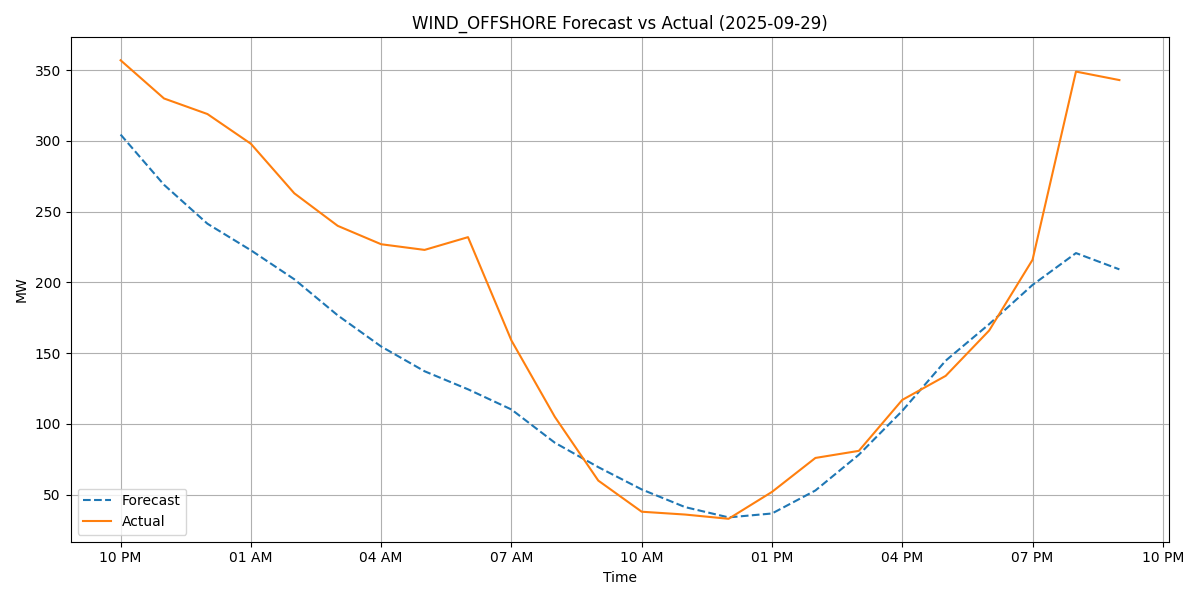 WIND_OFFSHORE Forecast vs Actual (2025-09-29)
MW
350
300
250
200
150
100
50
Forecast
Actual
10 PM 01 AM 04 AM 07 AM 10 AM 01 PM 04 PM 07 PM 10 PM
Time